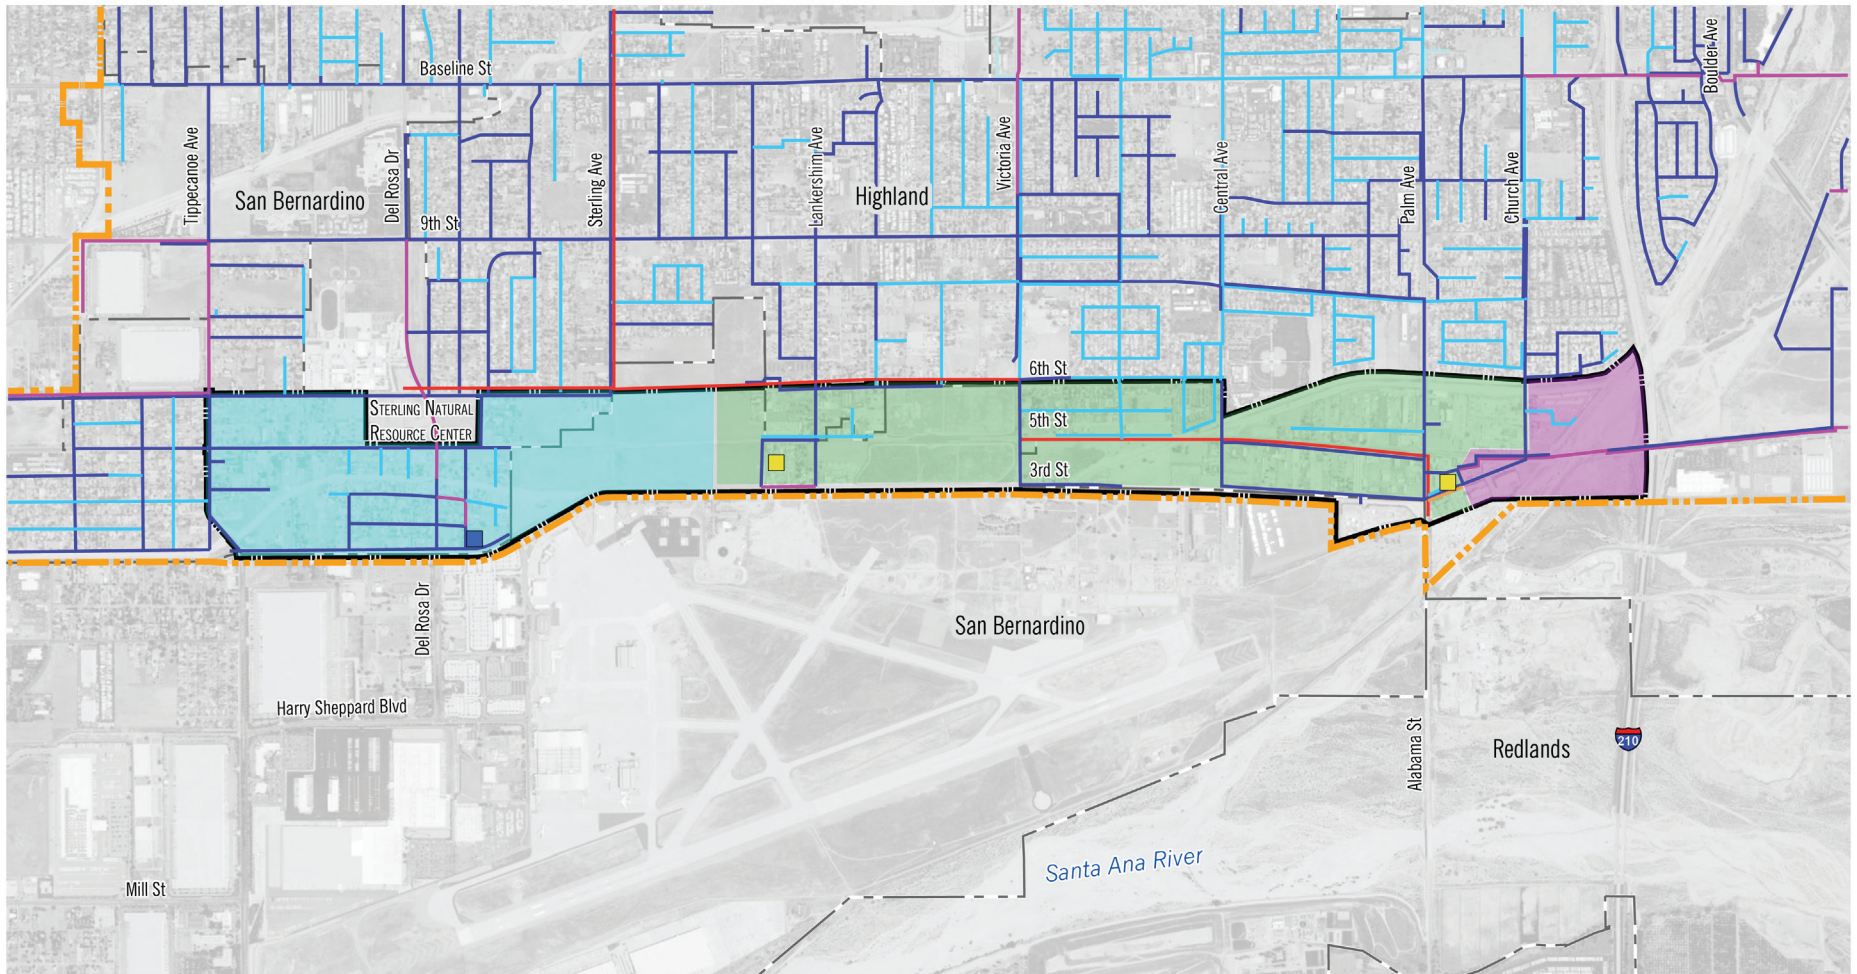 Baseline St
Boulder Ave
Tippecanoe Ave
Del Rosa Dr
Sterling Ave
Lankershim Ave
Victoria Ave
Central Ave
Palm Ave
Church Ave
San Bernardino
Highland
9th St
6th St
STERLING NATURAL
RESOURCE CENTER
5th St
3rd St
Del Rosa Dr
San Bernardino
Harry Sheppard Blvd
Alabama St
Redlands
210
Santa Ana River
Mill St